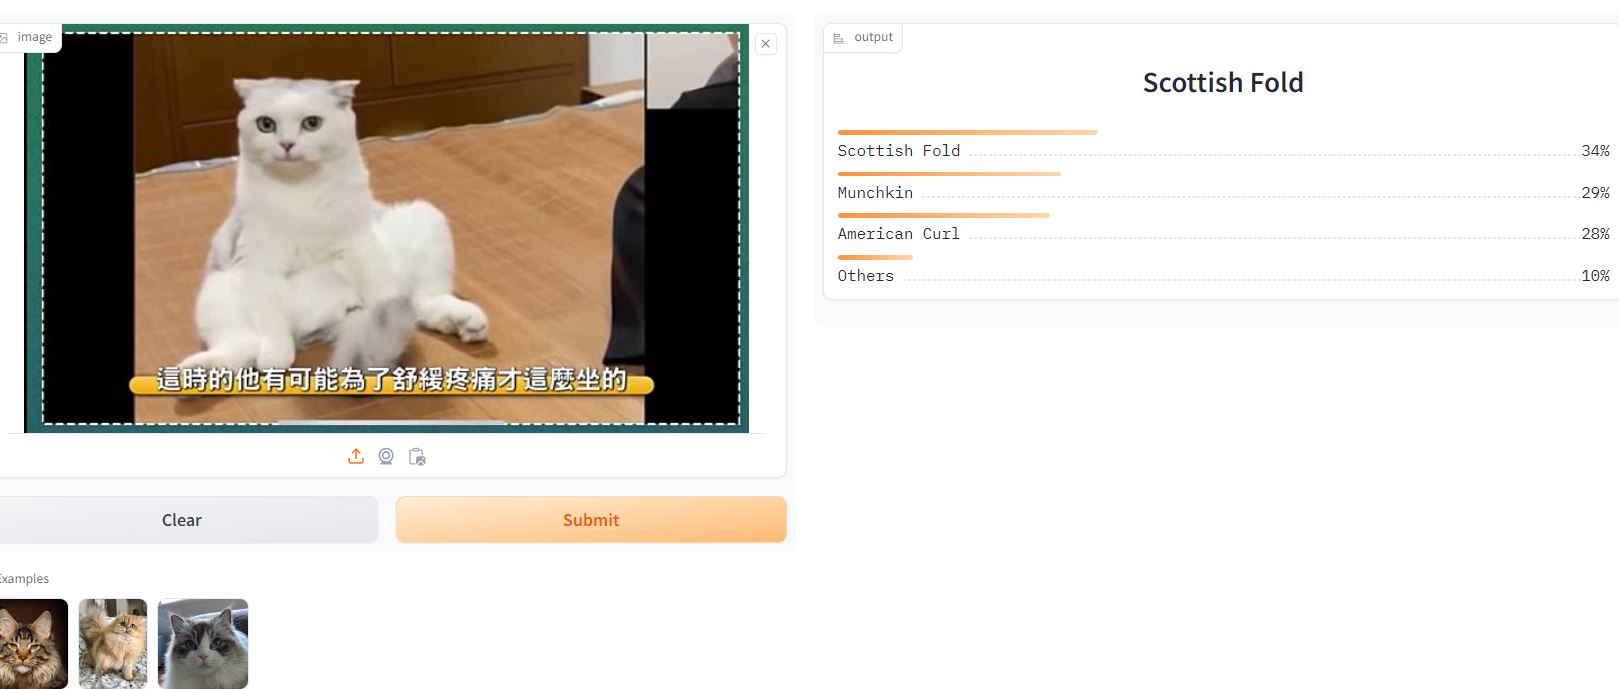 image
這時的他有可能為了舒緩疼痛才這麼坐的
Clear
Submit
Examples
output
Scottish Fold
Scottish Fold 34%
Munchkin 29%
American Curl 28%
Others 10%